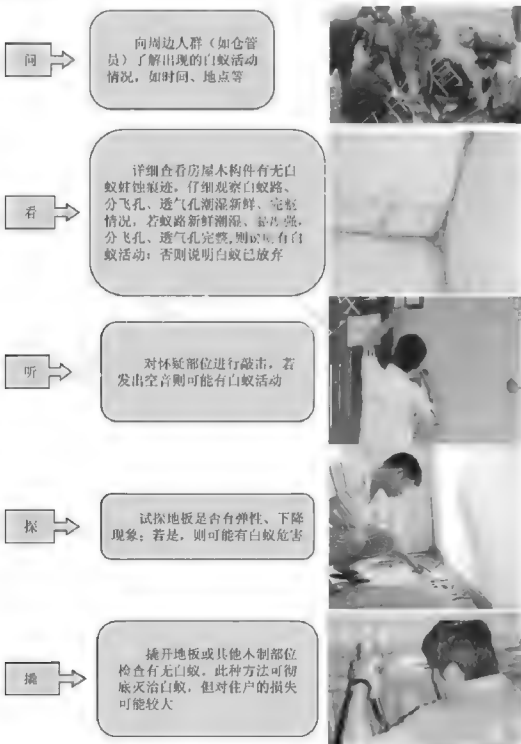 问
向周边人群（如仓管
员）了解出现的白蚁活动
情况，如时间、地点等
看
详细查看房屋木构件有无白
蚁蛀蚀痕迹，仔细观察白蚁路、
分飞孔、透气孔潮湿新鲜、完整
情况，若蚁路新鲜潮湿、
分飞孔、透气孔完整,则说明有白
蚁活动；否则说明白蚁已放弃
听
对怀疑部位进行敲击，若
发出空音则可能有白蚁活动
探
试探地板是否有弹性、下降
现象；若是，则可能有白蚁危害
撬
撬开地板或其他木制部位
检查有无白蚁，此种方法可彻
底灭治白蚁，但对住户的损失
可能较大